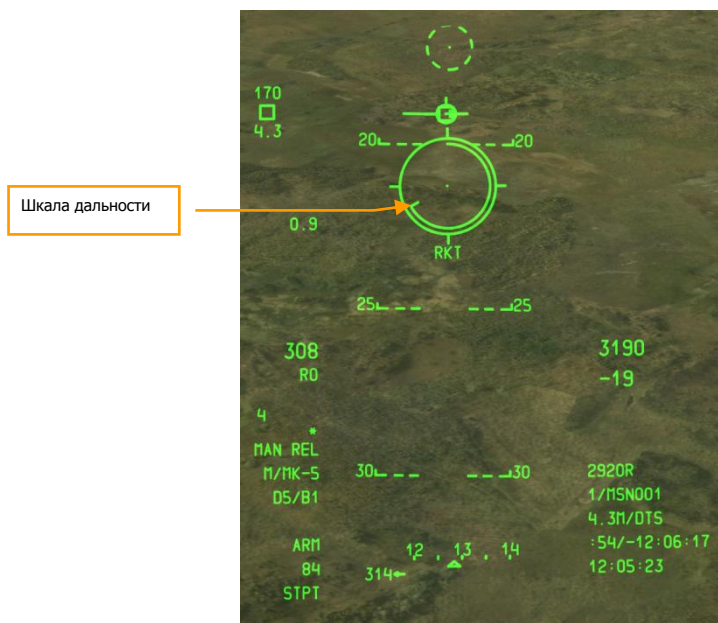 170
4.3
20 20
Шкала дальности
0.9
RKT
25 25
308
R0
3190
-19
4
*
MAN REL
M/MK-5
D5/B1
30 30
2920R
1/MSN001
4.3M/DTS
:54/-12:06:17
12:05:23
ARM
84
STPT
12 . 13 . 14
314←